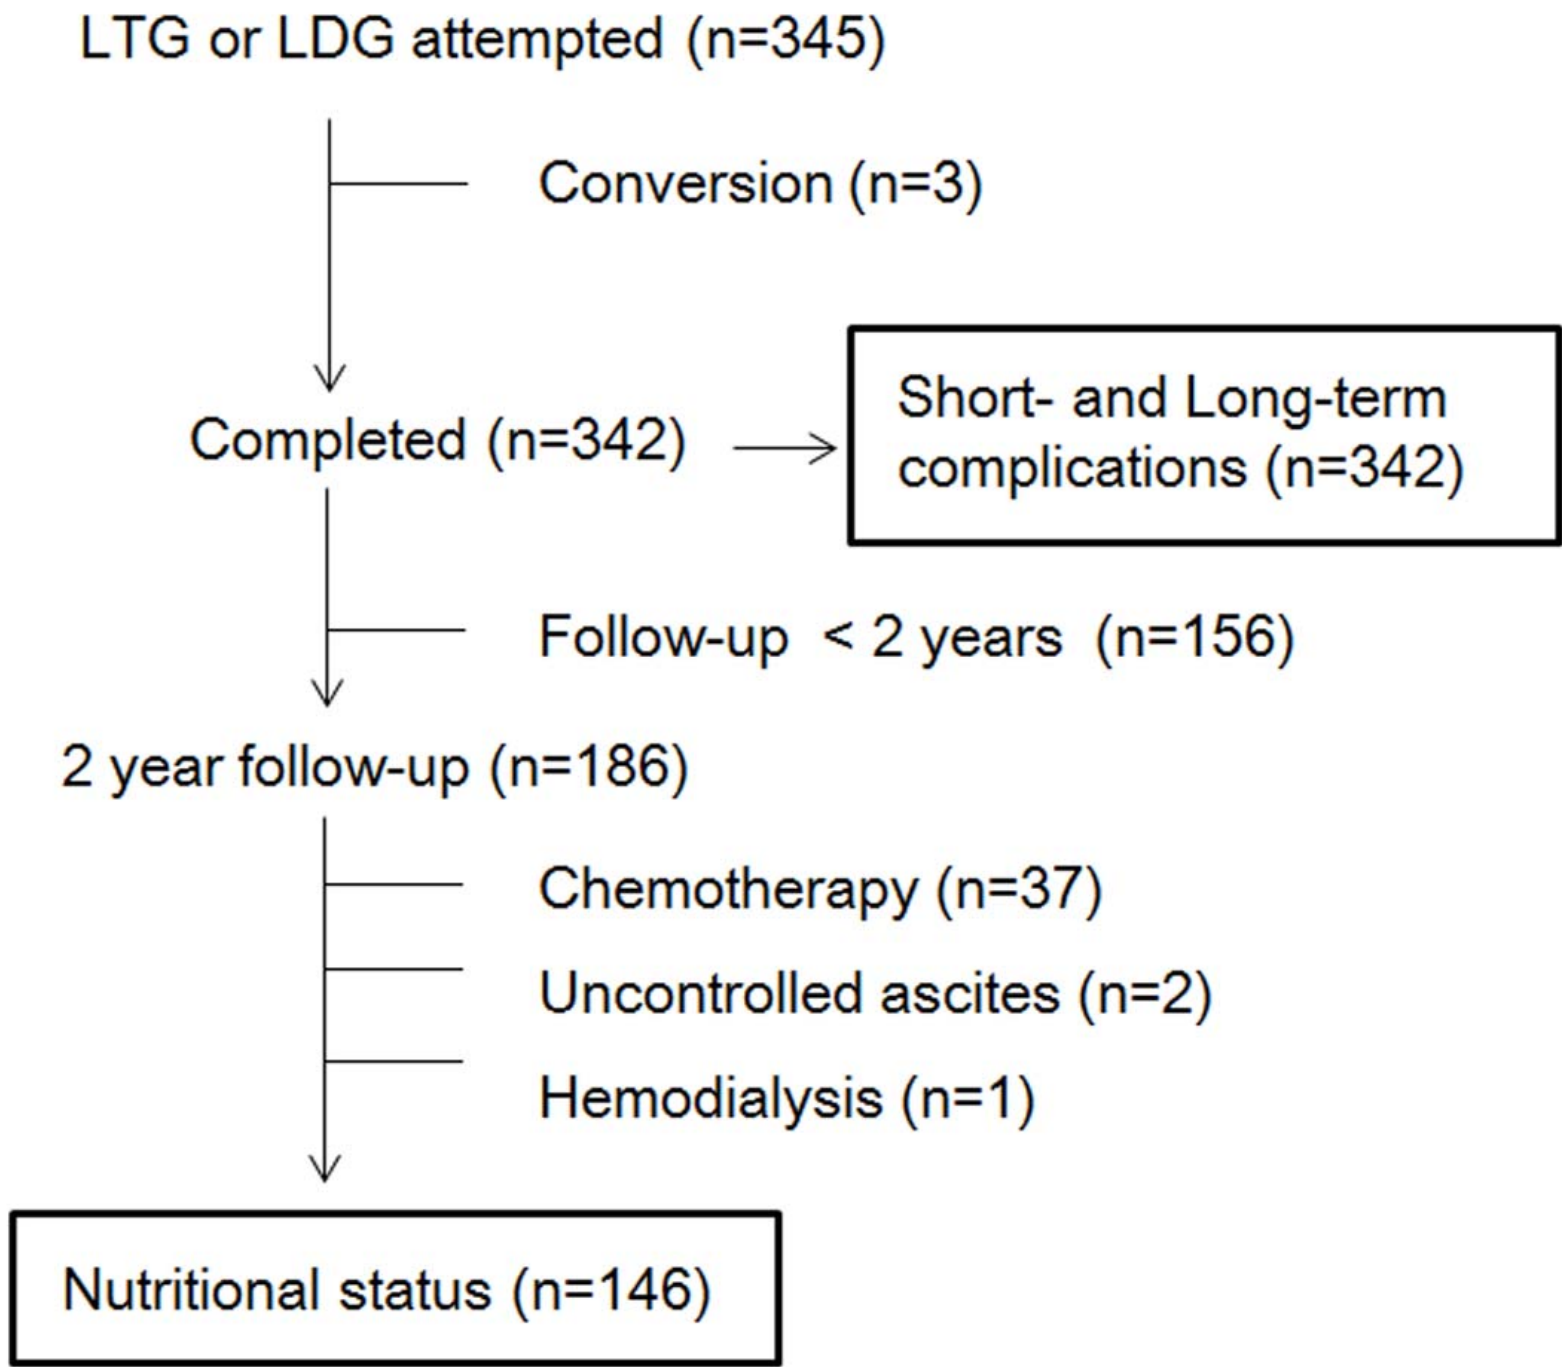 LTG or LDG attempted (n=345)
Conversion (n=3)
Completed (n=342)
Short- and Long-term
complications (n=342)
Follow-up < 2 years (n=156)
2 year follow-up (n=186)
Chemotherapy (n=37)
Uncontrolled ascites (n=2)
Hemodialysis (n=1)
Nutritional status (n=146)